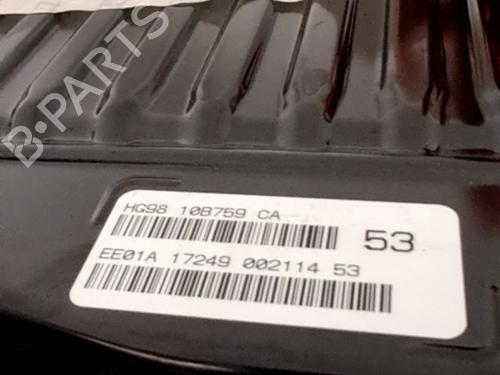 B-PARTS
HG98 10B759 CA
53
EE01A 17249 002114 53